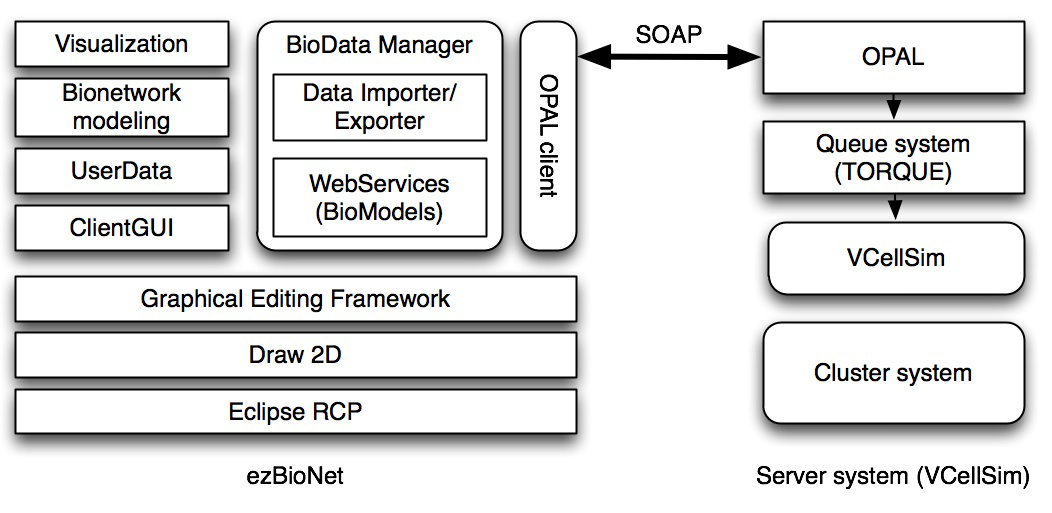 Visualization
Bionetwork
modeling
UserData
ClientGUI
BioData Manager
Data Importer/
Exporter
WebServices
(BioModels)
OPAL client
SOAP
OPAL
Queue system
(TORQUE)
VCellSim
Cluster system
Graphical Editing Framework
Draw 2D
Eclipse RCP
ezBioNet
Server system (VCellSim)